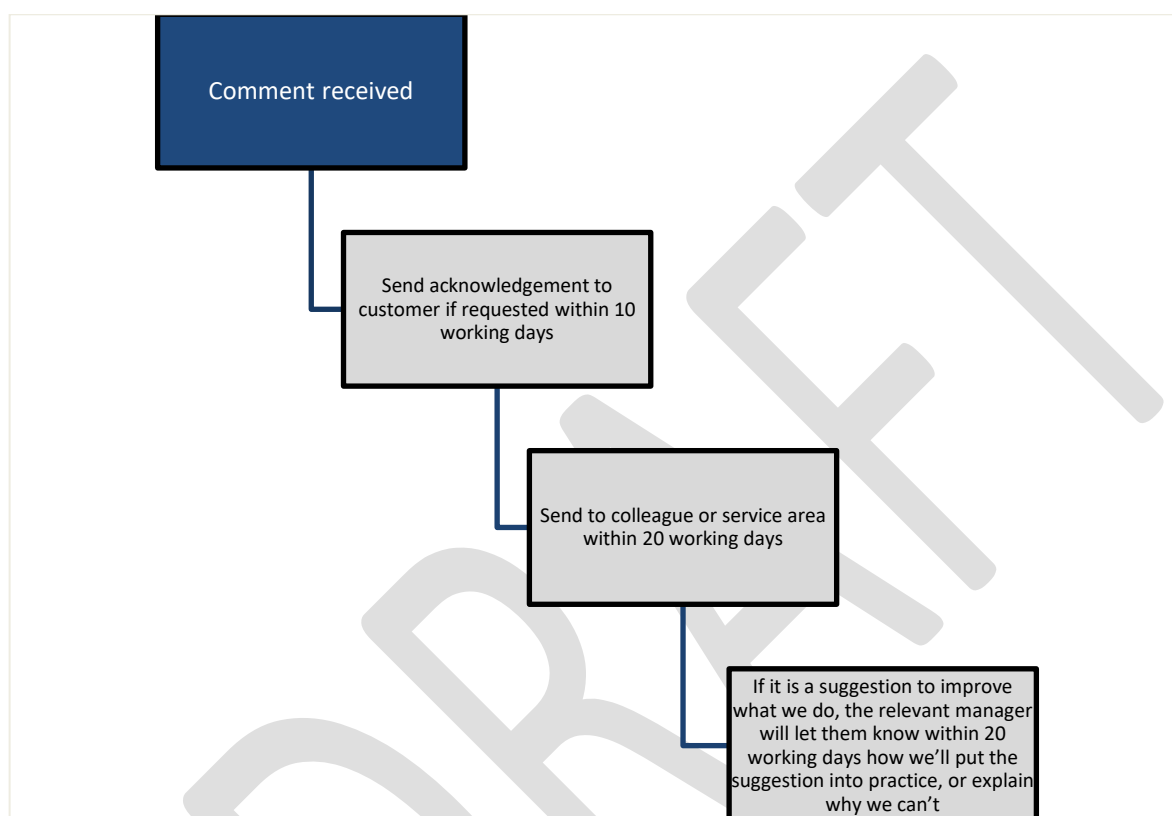 Comment received
Send acknowledgement to
customer if requested within 10
working days
Send to colleague or service area
within 20 working days
If it is a suggestion to improve
what we do, the relevant manager
will let them know within 20
working days how we’ll put the
suggestion into practice, or explain
why we can’t
DRAFT